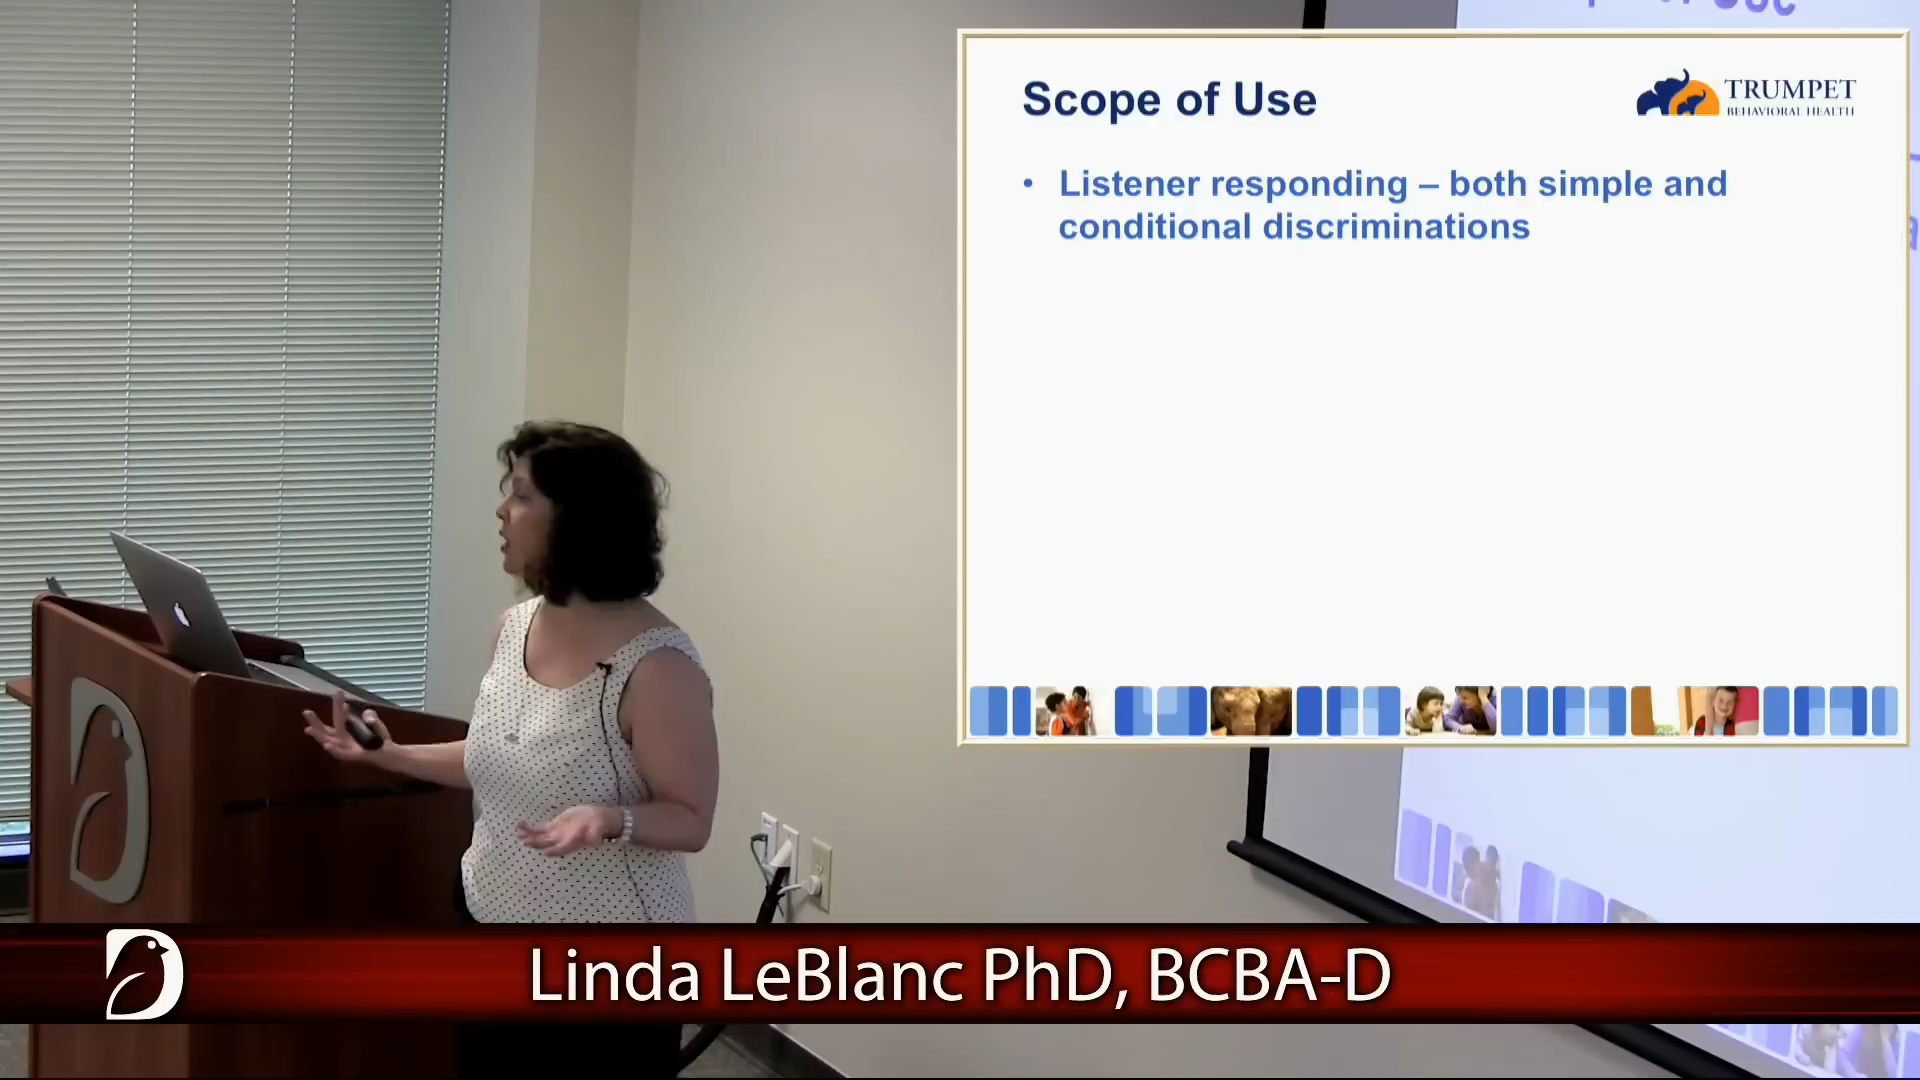 Scope of Use
TRUMPET
BEHAVIORAL HEALTH
• Listener responding – both simple and
conditional discriminations
Linda LeBlanc PhD, BCBA-D